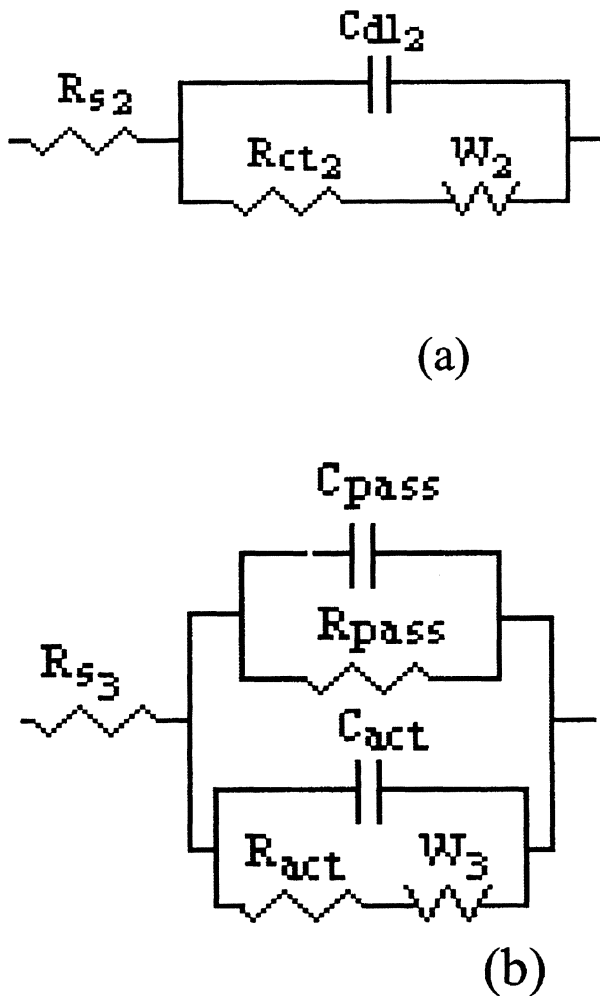 Cdl2
Rs2
Rct2
W2
(a)
Cpass
Rpass
Rs3
Cact
Ract
W3
(b)